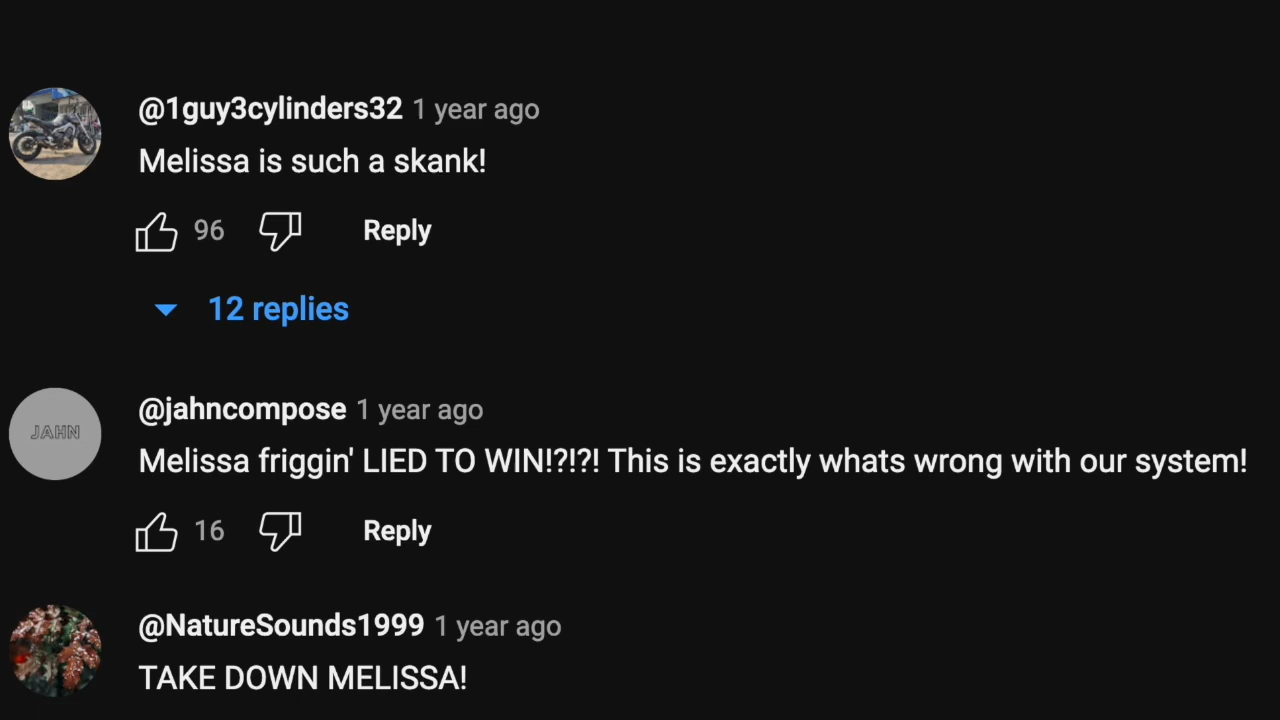 @1guy3cylinders32 1 year ago
Melissa is such a skank!
96 Reply
12 replies
JAHN
@jahncompose 1 year ago
Melissa friggin' LIED TO WIN!?!?! This is exactly whats wrong with our system!
16 Reply
@NatureSounds1999 1 year ago
TAKE DOWN MELISSA!